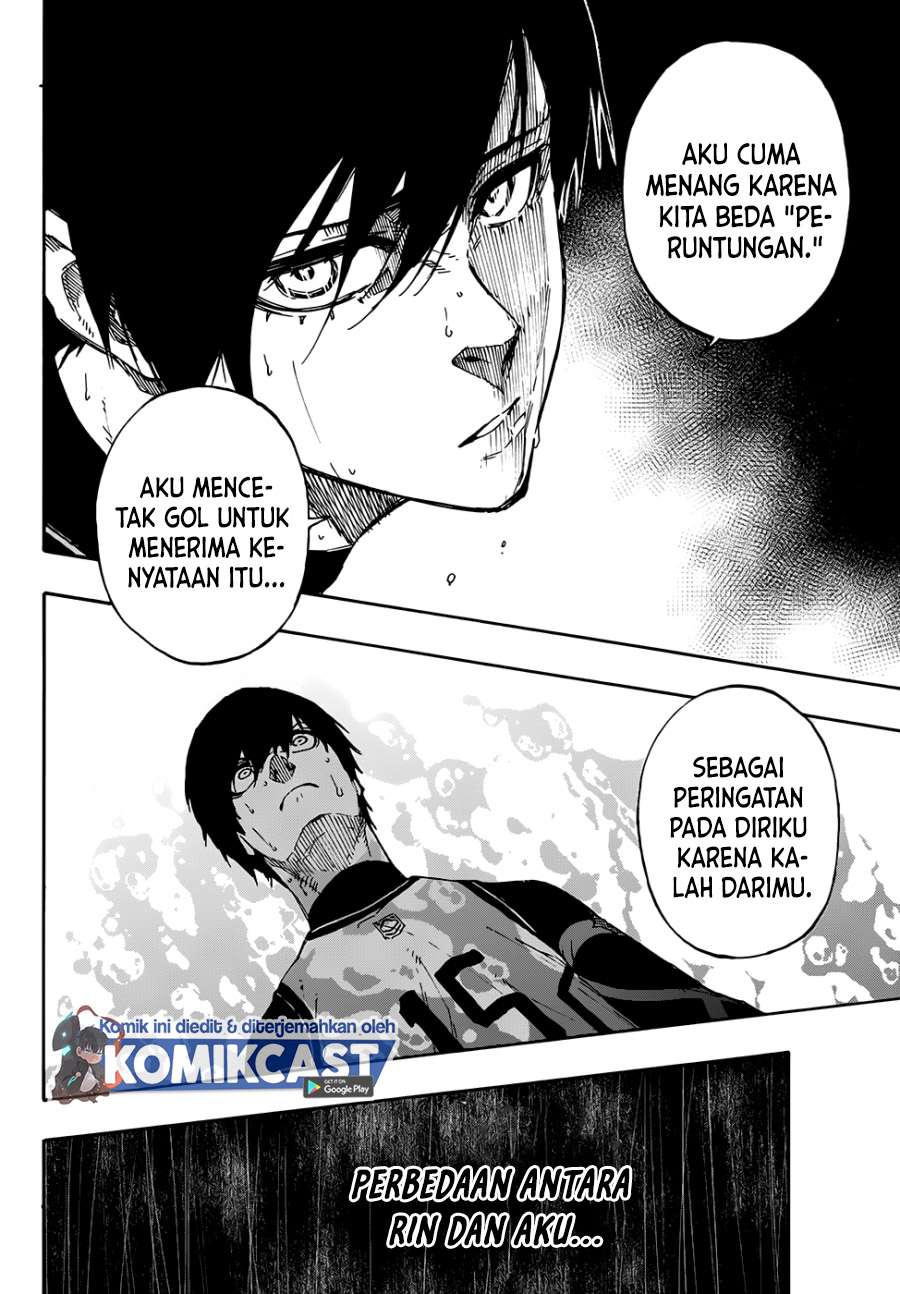 AKU CUMA
MENANG KARENA
KITA BEDA "PE-
RUNTUNGAN."
AKU MENCE-
TAK GOL UNTUK
MENERIMA KE-
NYATAAN ITU...
SEBAGAI
PERINGATAN
PADA DIRIKU
KARENA KA-
LAH DARIMU.
15
Komik ini diedit & diterjemahkan oleh
KOMIKCAST
GET IT ON
Google Play
PERBEDAAN ANTARA
RIN DAN AKU...